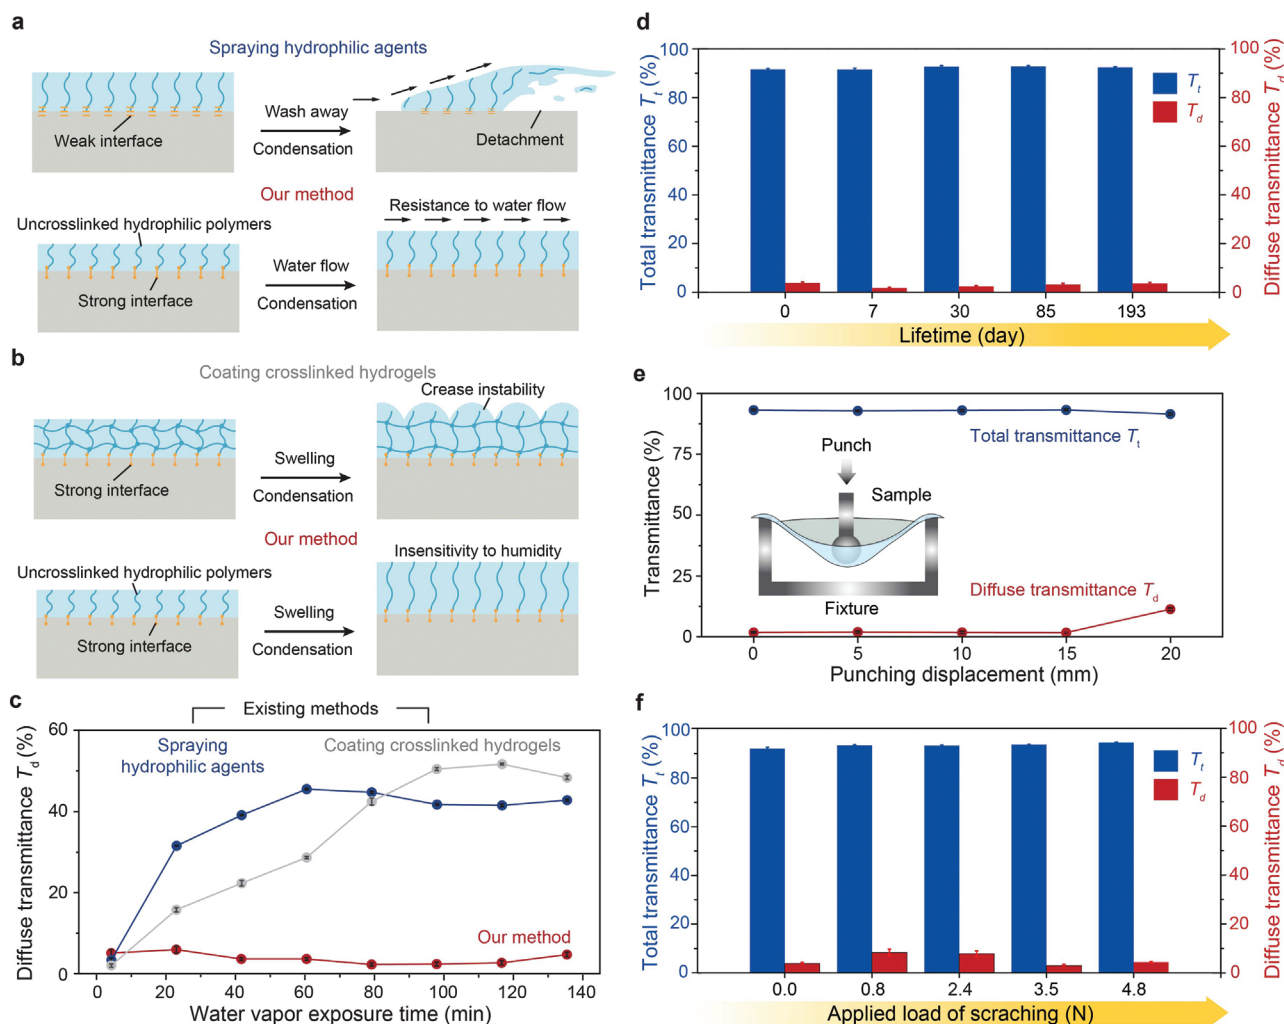 a
Spraying hydrophilic agents
Weak interface
Wash away
Condensation
Detachment
Our method
Uncrosslinked hydrophilic polymers
Strong interface
Water flow
Condensation
Resistance to water flow
b
Coating crosslinked hydrogels
Strong interface
Swelling
Condensation
Crease instability
Our method
Uncrosslinked hydrophilic polymers
Strong interface
Swelling
Condensation
Insensitivity to humidity
c
Existing methods
Spraying
hydrophilic agents
Coating crosslinked hydrogels
Our method
Diffuse transmittance Td (%)
60
40
20
0
0 20 40 60 80 100 120 140
Water vapor exposure time (min)
d
Total transmittance Tt (%)
100
80
60
40
20
0
Tt
Td
Diffuse transmittance Td (%)
100
80
60
40
20
0
0 7 30 85 193
Lifetime (day)
e
Transmittance (%)
100
75
50
25
0
Total transmittance Tt
Punch
Sample
Fixture
Diffuse transmittance Td
0 5 10 15 20
Punching displacement (mm)
f
Total transmittance Tt (%)
100
80
60
40
20
0
Tt
Td
Diffuse transmittance Td (%)
100
80
60
40
20
0
0.0 0.8 2.4 3.5 4.8
Applied load of scraching (N)